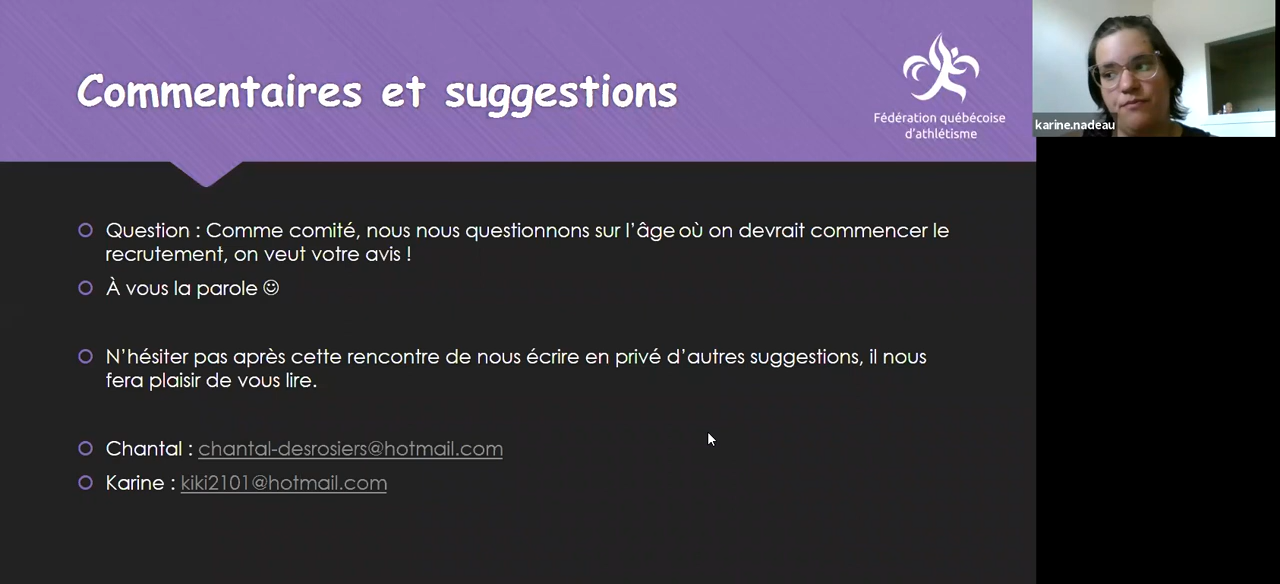 Commentaires et suggestions
Fédération québécoise
d'athlétisme
karine.nadeau
Question : Comme comité, nous nous questionnons sur l'âge où on devrait commencer le
recrutement, on veut votre avis !
À vous la parole ☺
N'hésiter pas après cette rencontre de nous écrire en privé d'autres suggestions, il nous
fera plaisir de vous lire.
Chantal : chantal-desrosiers@hotmail.com
Karine : kiki2101@hotmail.com